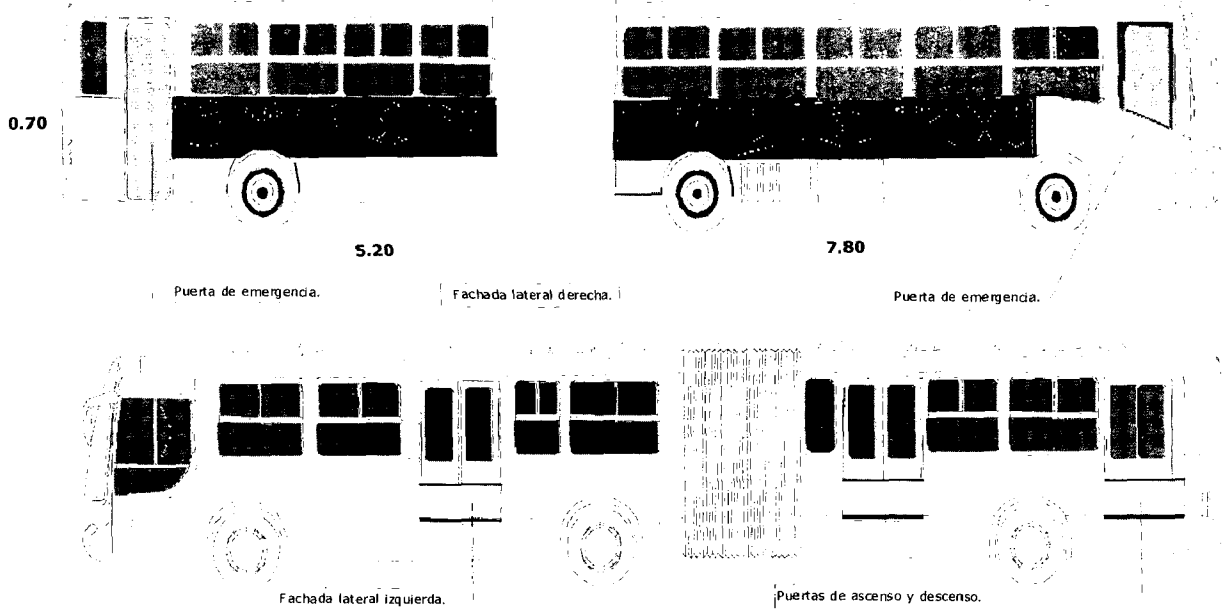 0.70
5.20
7.80
Puerta de emergencia.
Fachada lateral derecha.
Puerta de emergencia.
Fachada lateral izquierda.
Puertas de ascenso y descenso.